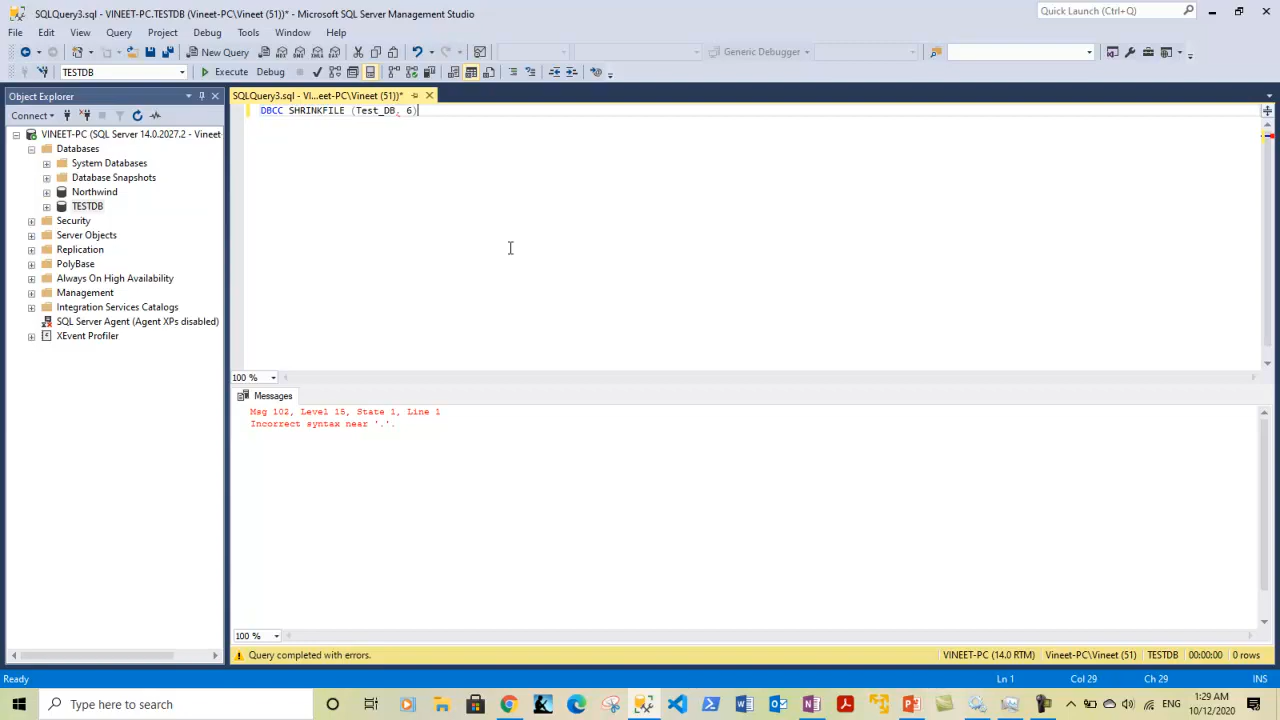 SQLQuery3.sql - VINEET-PC.TESTDB (Vineet-PC\Vineet (51))* - Microsoft SQL Server Management Studio
Quick Launch (Ctrl+Q)
File Edit View Query Project Debug Tools Window Help
New Query
Generic Debugger
TESTDB
Execute Debug
Object Explorer
SQLQuery3.sql - VI...eet-PC\Vineet (51))*
Connect
DBCC SHRINKFILE (Test_DB. 6)
VINEET-PC (SQL Server 14.0.2027.2 - Vineet
Databases
System Databases
Database Snapshots
Northwind
TESTDB
Security
Server Objects
Replication
PolyBase
Always On High Availability
Management
Integration Services Catalogs
SQL Server Agent (Agent XPs disabled)
XEvent Profiler
100 %
Messages
Msg 102, Level 15, State 1, Line 1
Incorrect syntax near '.'.
100 %
Query completed with errors.
VINEET-PC (14.0 RTM) Vineet-PC\Vineet (51) TESTDB 00:00:00 0 rows
Ready
Ln 1 Col 29 Ch 29 INS
Type here to search
ENG
1:29 AM
10/12/2020